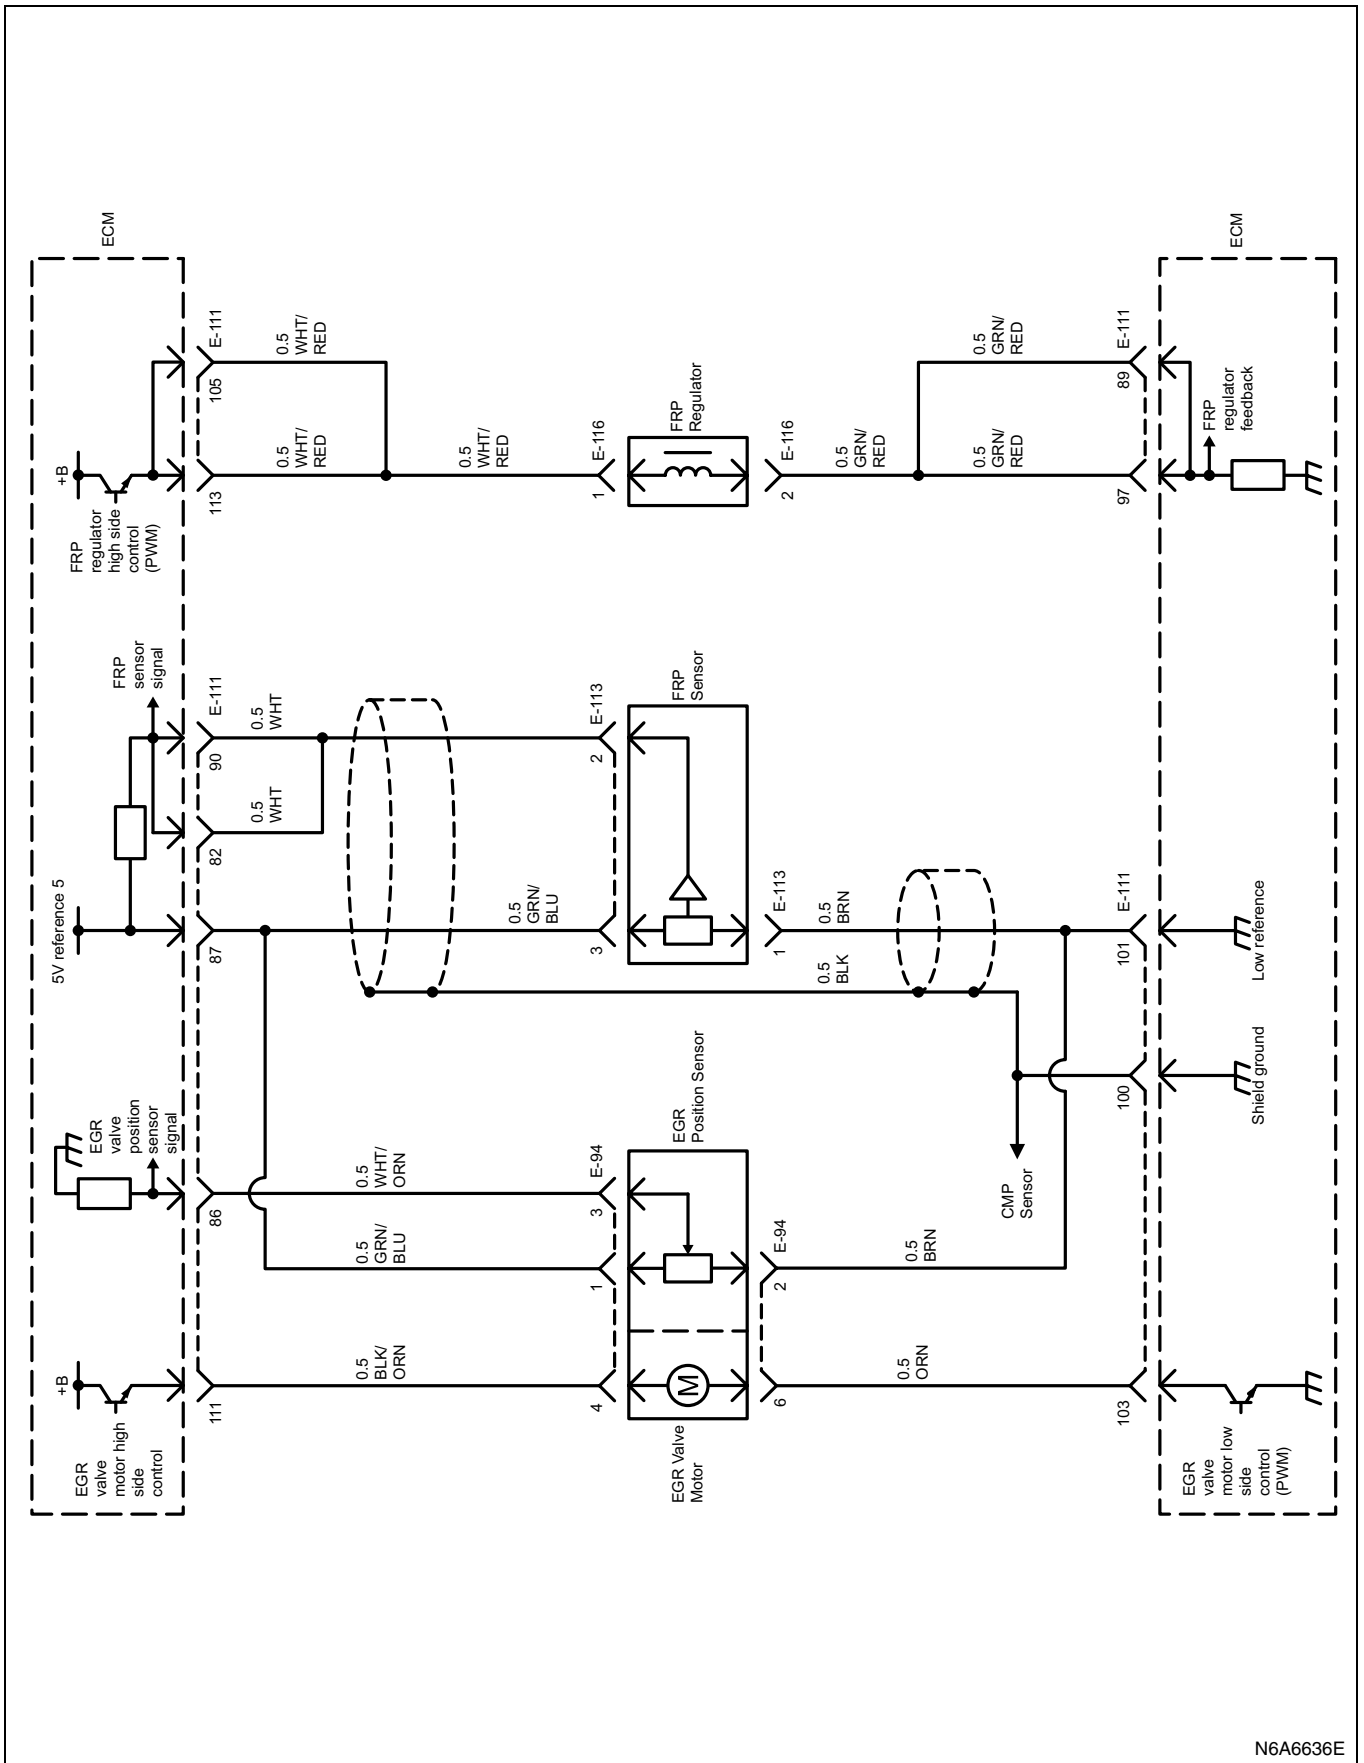 ECM
+B
EGR
valve
motor high
side
control
EGR
valve
position
sensor
signal
5V reference 5
FRP
sensor
signal
+B
FRP
regulator
high side
control
(PWM)
111
86
87
82
90
E-111
113
105
E-111
0.5
BLK/
ORN
0.5
GRN/
BLU
0.5
WHT/
ORN
0.5
GRN/
BLU
0.5
WHT
0.5
WHT
0.5
WHT/
RED
0.5
WHT/
RED
0.5
WHT/
RED
4
1
3
E-94
3
2
E-113
1
E-116
EGR Valve
Motor
M
EGR
Position Sensor
FRP
Sensor
FRP
Regulator
6
2
E-94
1
E-113
2
E-116
0.5
ORN
0.5
BRN
0.5
BLK
0.5
BRN
0.5
GRN/
RED
0.5
GRN/
RED
0.5
GRN/
RED
CMP
Sensor
103
100
101
E-111
97
89
E-111
EGR
valve
motor low
side
control
(PWM)
Shield ground
Low reference
FRP
regulator
feedback
ECM
N6A6636E